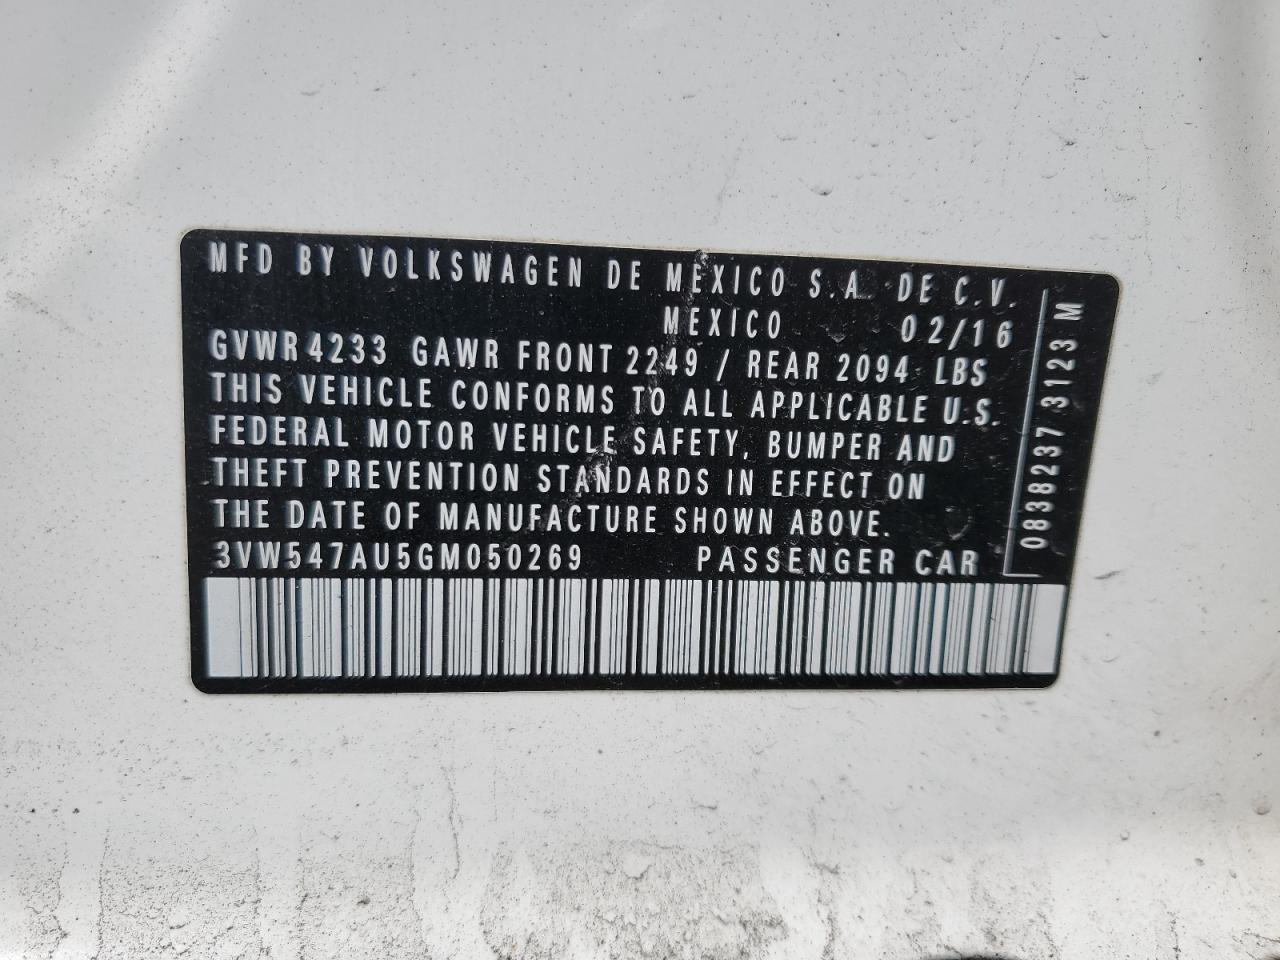 MFD BY VOLKSWAGEN DE MEXICO S.A. DE C.V.
MEXICO 02/16
GVWR 4233 GAWR FRONT 2249 / REAR 2094 LBS
THIS VEHICLE CONFORMS TO ALL APPLICABLE U.S.
FEDERAL MOTOR VEHICLE SAFETY, BUMPER AND
THEFT PREVENTION STANDARDS IN EFFECT ON
THE DATE OF MANUFACTURE SHOWN ABOVE.
3VW547AU5GM050269 PASSENGER CAR
0838237 3123 M